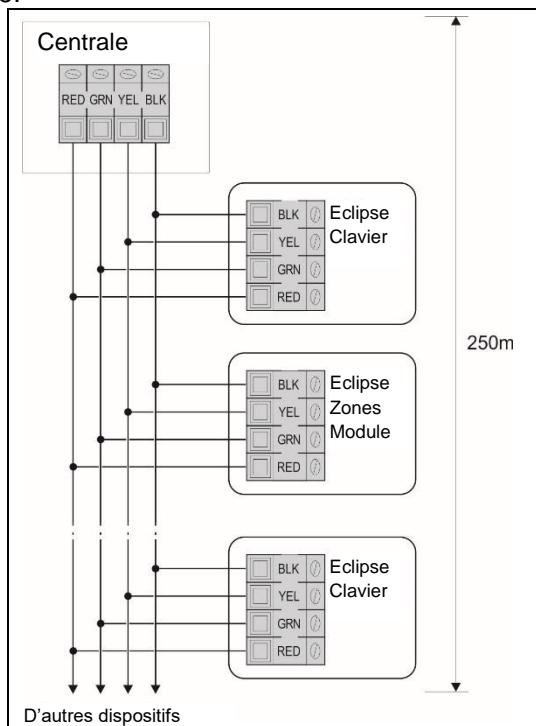 Centrale
RED GRN YEL BLK
BLK Eclipse
YEL Clavier
GRN
RED
250m
BLK Eclipse
YEL Zones
GRN Module
RED
BLK Eclipse
YEL Clavier
GRN
RED
D'autres dispositifs